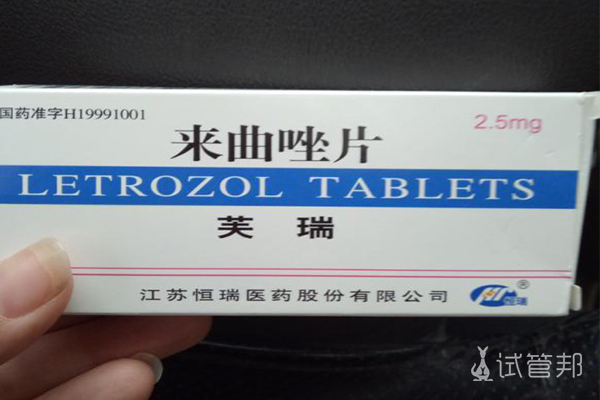 国药准字H19991001
2.5mg
来曲唑片
LETROZOL TABLETS
芙瑞
江苏恒瑞医药股份有限公司
恒瑞®
试管邦